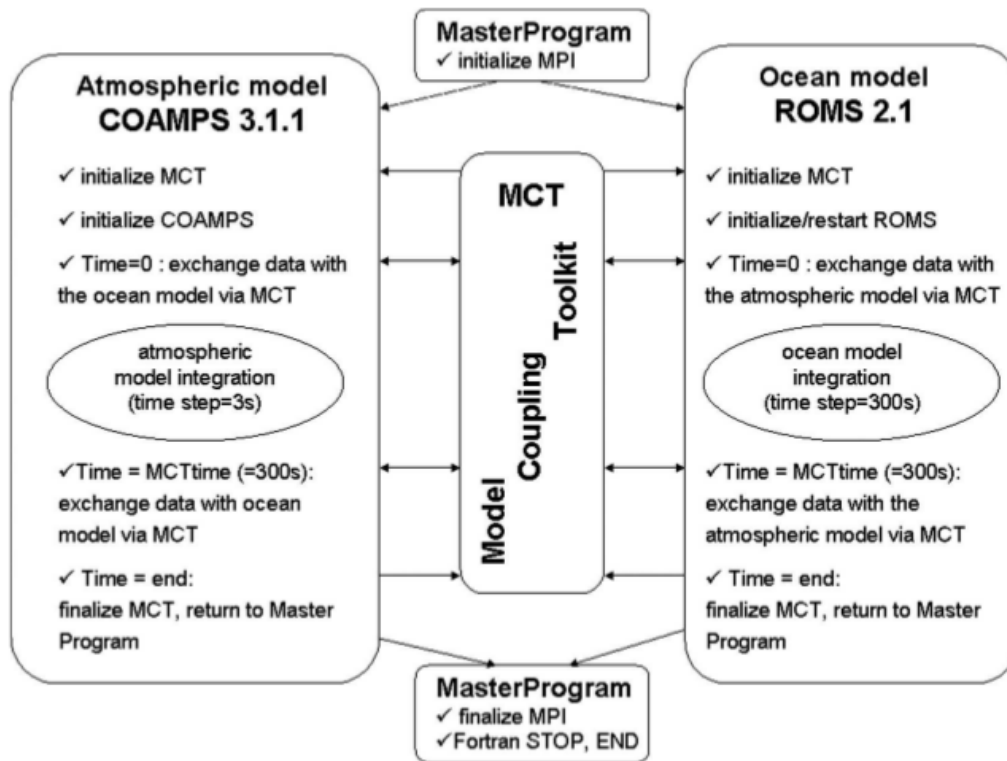 MasterProgram
✓ initialize MPI
Atmospheric model
COAMPS 3.1.1
✓ initialize MCT
✓ initialize COAMPS
✓ Time=0 : exchange data with
the ocean model via MCT
atmospheric
model integration
(time step=3s)
✓Time = MCTtime (=300s):
exchange data with ocean
model via MCT
✓ Time = end:
finalize MCT, return to Master
Program
MCT
Model
Coupling
Toolkit
Ocean model
ROMS 2.1
✓ initialize MCT
✓ initialize/restart ROMS
✓ Time=0 : exchange data with
the atmospheric model via MCT
ocean model
integration
(time step=300s)
✓Time = MCTtime (=300s):
exchange data with the
atmospheric model via MCT
✓ Time = end:
finalize MCT, return to Master
Program
MasterProgram
✓ finalize MPI
✓Fortran STOP, END